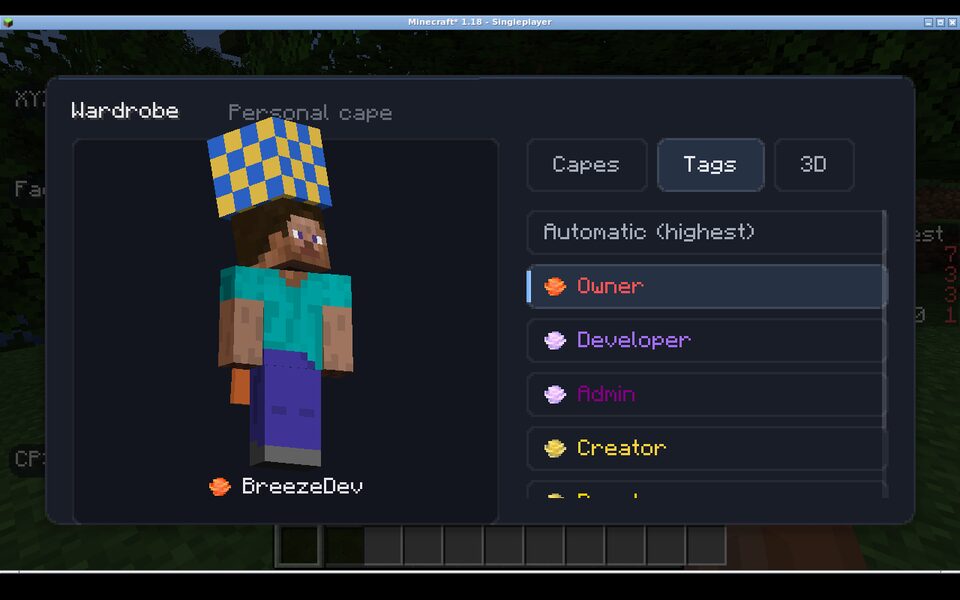 Minecraft* 1.18 - Singleplayer
Wardrobe
Personal cape
Capes
Tags
3D
Automatic (highest)
Owner
Developer
Admin
Creator
BreezeDev